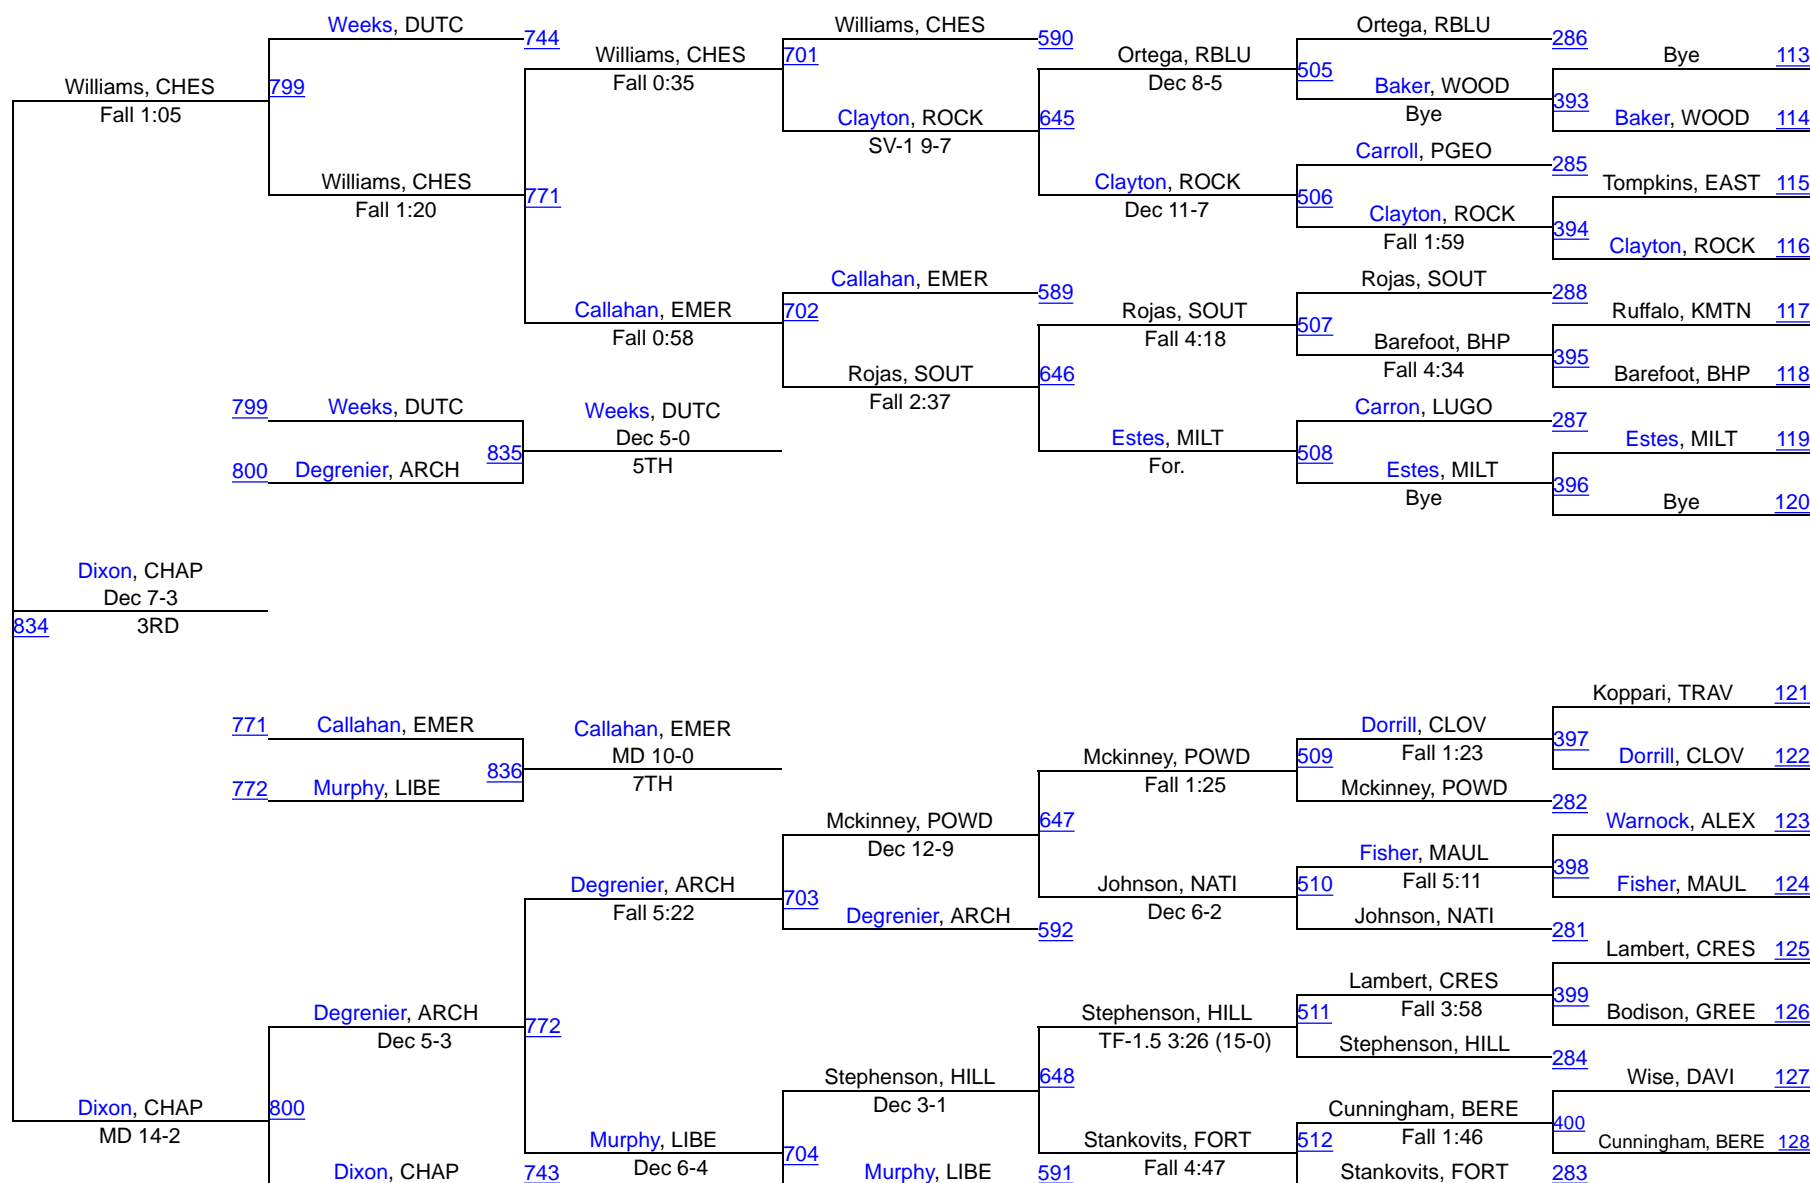 Weeks, DUTC 744 Williams, CHES 590 Ortega, RBLU 286
Williams, CHES 701 Ortega, RBLU 505 Bye 113
Williams, CHES 799 Fall 0:35 Dec 8-5 Baker, WOOD 393
Fall 1:05 Clayton, ROCK 645 Bye Baker, WOOD 114
SV-1 9-7 Carroll, PGEO 285
Williams, CHES 771 Clayton, ROCK 506 Tompkins, EAST 115
Fall 1:20 Dec 11-7 Clayton, ROCK 394
Fall 1:59 Clayton, ROCK 116
Callahan, EMER 589 Rojas, SOUT 288
Callahan, EMER 702 Rojas, SOUT 507 Ruffalo, KMTN 117
Fall 0:58 Fall 4:18 Barefoot, BHP 395
Rojas, SOUT 646 Fall 4:34 Barefoot, BHP 118
799 Weeks, DUTC Weeks, DUTC Fall 2:37 Carron, LUGO 287
835 Dec 5-0 Estes, MILT 508 Estes, MILT 119
800 Degrenier, ARCH 5TH For. Estes, MILT 396
Bye Bye 120
Dixon, CHAP
Dec 7-3
834 3RD
Koppari, TRAV 121
771 Callahan, EMER Callahan, EMER Dorrill, CLOV 397
836 MD 10-0 Mckinney, POWD 509 Fall 1:23 Dorrill, CLOV 122
772 Murphy, LIBE 7TH Fall 1:25 Mckinney, POWD 282
Mckinney, POWD 647 Warnock, ALEX 123
Dec 12-9 Fisher, MAUL 398
Degrenier, ARCH 703 Johnson, NATI 510 Fall 5:11 Fisher, MAUL 124
Fall 5:22 Degrenier, ARCH 592 Dec 6-2 Johnson, NATI 281
Lambert, CRES 125
Lambert, CRES 399
Degrenier, ARCH 772 Stephenson, HILL 511 Fall 3:58 Bodison, GREE 126
Dec 5-3 TF-1.5 3:26 (15-0) Stephenson, HILL 284
Stephenson, HILL 648 Wise, DAVI 127
Dixon, CHAP 800 Dec 3-1 Cunningham, BERE 400
MD 14-2 Murphy, LIBE 704 Stankovits, FORT 512 Fall 1:46 Cunningham, BERE 128
Dixon, CHAP 743 Dec 6-4 Murphy, LIBE 591 Fall 4:47 Stankovits, FORT 283